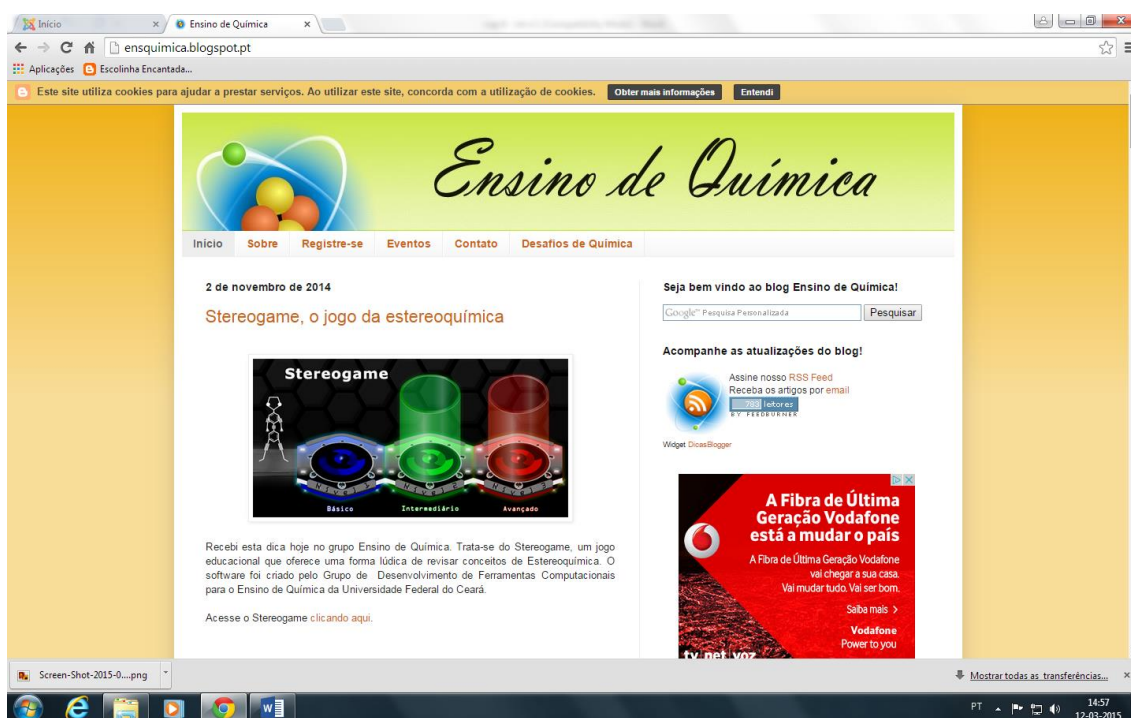 Início
Ensino de Química
ensquimica.blogspot.pt
Aplicações
Escolinha Encantada...
Este site utiliza cookies para ajudar a prestar serviços. Ao utilizar este site, concorda com a utilização de cookies. Obter mais informações Entendi
Ensino de Química
Início Sobre Registre-se Eventos Contato Desafios de Química
2 de novembro de 2014
Stereogame, o jogo da estereoquímica
Stereogame
Básico Intermediário Avançado
Recebi esta dica hoje no grupo Ensino de Química. Trata-se do Stereogame, um jogo
educacional que oferece uma forma lúdica de revisar conceitos de Estereoquímica. O
software foi criado pelo Grupo de Desenvolvimento de Ferramentas Computacionais
para o Ensino de Química da Universidade Federal do Ceará.
Acesse o Stereogame clicando aqui.
Seja bem vindo ao blog Ensino de Química!
Google™ Pesquisa Personalizada Pesquisar
Acompanhe as atualizações do blog!
Assine nosso RSS Feed
Receba os artigos por email
783 leitores
BY FEEDBURNER
Widget DicasBlogger
A Fibra de Última
Geração Vodafone
está a mudar o país
A Fibra de Última Geração Vodafone
vai chegar a sua casa.
Vai mudar tudo. Vai ser bom.
Saiba mais >
Vodafone
Power to you
tv net voz
Screen-Shot-2015-0....png
Mostrar todas as transferências...
PT
14:57
12-03-2015